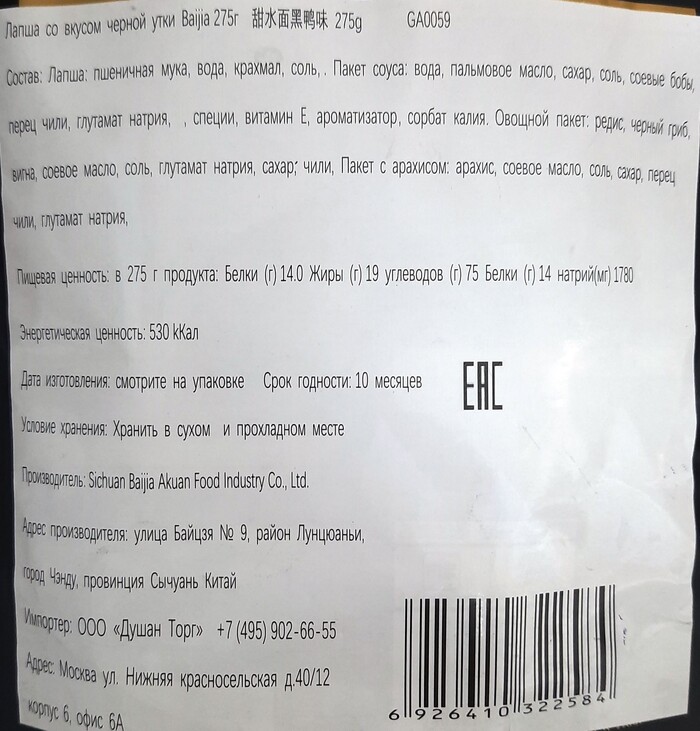 Лапша со вкусом черной утки Baijia 275г 甜水面黑鸭味 275g GA0059
Состав: Лапша: пшеничная мука, вода, крахмал, соль, . Пакет соуса: вода, пальмовое масло, сахар, соль, соевые бобы,
перец чили, глутамат натрия, , специи, витамин Е, ароматизатор, сорбат калия. Овощной пакет: редис, черный гриб,
вигна, соевое масло, соль, глутамат натрия, сахар; чили, Пакет с арахисом: арахис, соевое масло, соль, сахар, перец
чили, глутамат натрия,
Пищевая ценность: в 275 г продукта: Белки (г) 14.0 Жиры (г) 19 углеводов (г) 75 Белки (г) 14 натрий(мг) 1780
Энергетическая ценность: 530 kКал
Дата изготовления: смотрите на упаковке Срок годности: 10 месяцев
EAC
Условие хранения: Хранить в сухом и прохладном месте
Производитель: Sichuan Baijia Akuan Food Industry Co., Ltd.
Адрес производителя: улица Байцзя № 9, район Лунцюаньи,
город Чэнду, провинция Сычуань Китай
Импортер: ООО «Душан Торг» +7 (495) 902-66-55
Адрес: Москва ул. Нижняя красносельская д.40/12
корпус 6, офис 6А
6 926410 322584